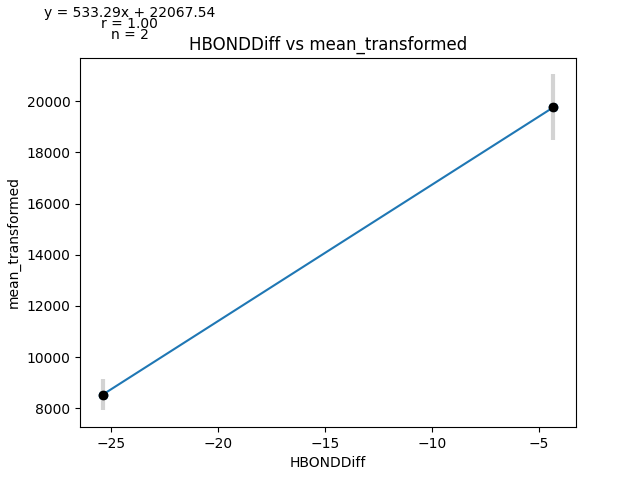 y = 533.29x + 22067.54
r = 1.00
n = 2
HBONDDiff vs mean_transformed
20000
18000
16000
14000
12000
10000
8000
mean_transformed
−25
−20
−15
−10
−5
HBONDDiff